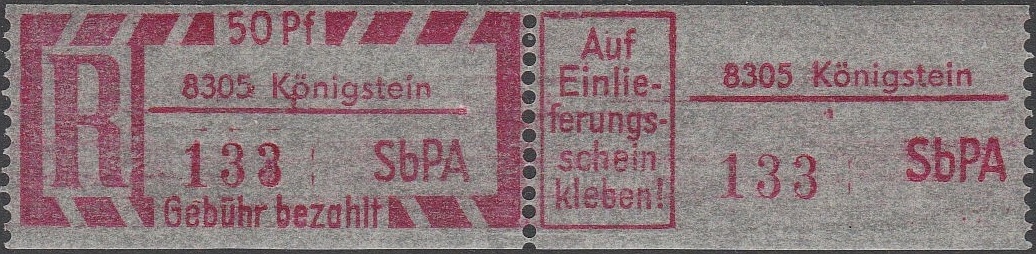 50 Pf
R
8305 Königstein
133 SbPA
Gebühr bezahlt
Auf
Einlie-
ferungs-
schein
kleben!
8305 Königstein
133 SbPA